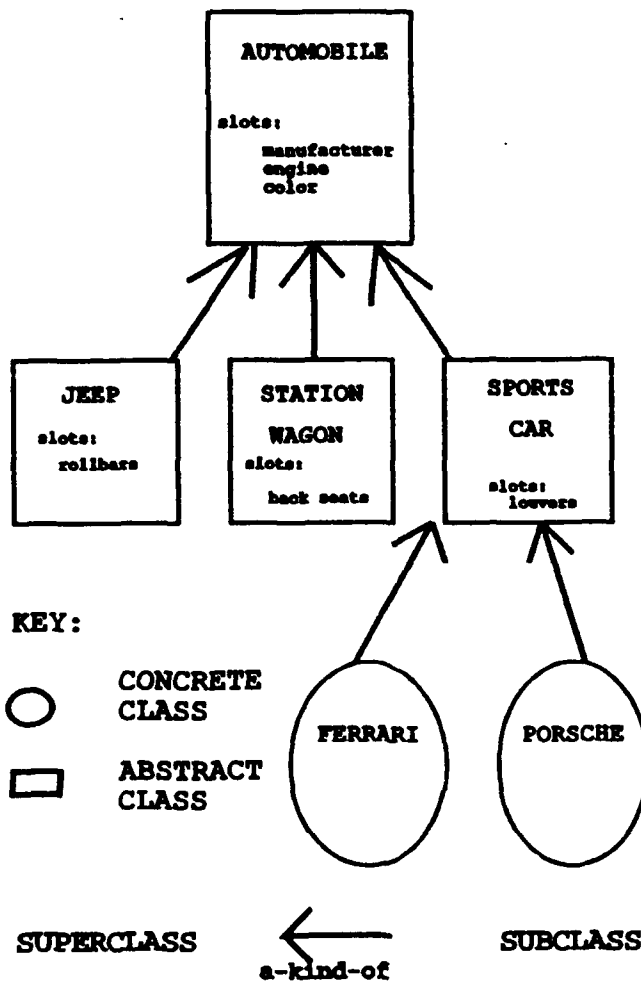 AUTOMOBILE
slots:
manufacturer
engine
color
JEEP
slots:
rollbars
STATION
WAGON
slots:
back seats
SPORTS
CAR
slots:
louvers
KEY:
CONCRETE
CLASS
ABSTRACT
CLASS
FERRARI
PORSCHE
SUPERCLASS
a-kind-of
SUBCLASS